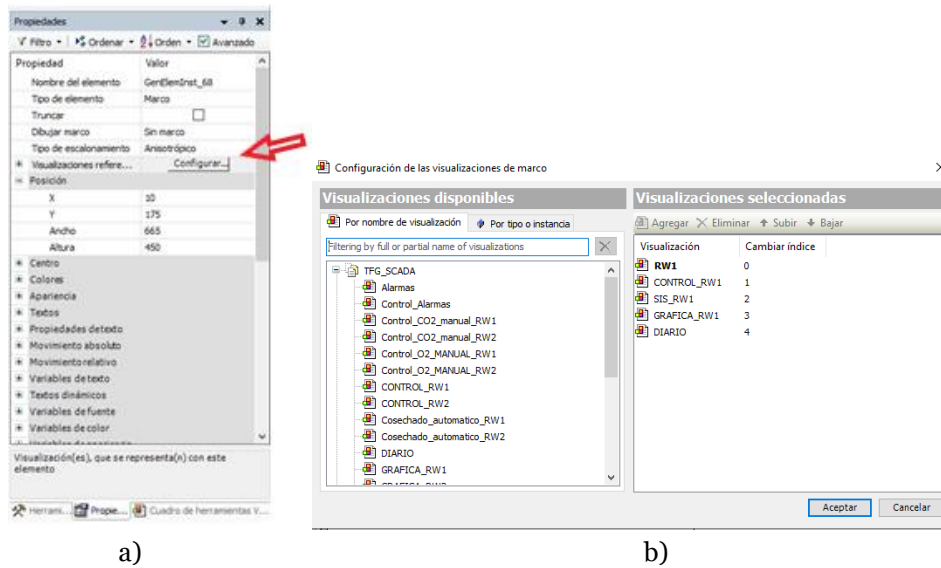 Propiedades
Filtro Ordenar Orden Avanzado
Propiedad Valor
Nombre del elemento GenElemInst_68
Tipo de elemento Marco
Truncar
Dibujar marco Sin marco
Tipo de escalonamiento Anisotrópico
Visualizaciones refere... Configurar...
Posición
X 10
Y 175
Ancho 665
Altura 450
Centro
Colores
Apariencia
Textos
Propiedades de texto
Movimiento absoluto
Movimiento relativo
Variables de texto
Textos dinámicos
Variables de fuente
Variables de color
Visualización(es), que se representa(n) con este
elemento
Herrami... Propie... Cuadro de herramientas V...
a)
Configuración de las visualizaciones de marco
Visualizaciones disponibles
Por nombre de visualización Por tipo o instancia
Filtering by full or partial name of visualizations
TFG_SCADA
Alarmas
Control_Alarmas
Control_CO2_manual_RW1
Control_CO2_manual_RW2
Control_O2_MANUAL_RW1
Control_O2_MANUAL_RW2
CONTROL_RW1
CONTROL_RW2
Cosechado_automatico_RW1
Cosechado_automatico_RW2
DIARIO
GRAFICA_RW1
Visualizaciones seleccionadas
Agregar Eliminar Subir Bajar
Visualización Cambiar índice
RW1 0
CONTROL_RW1 1
SIS_RW1 2
GRAFICA_RW1 3
DIARIO 4
Aceptar Cancelar
b)